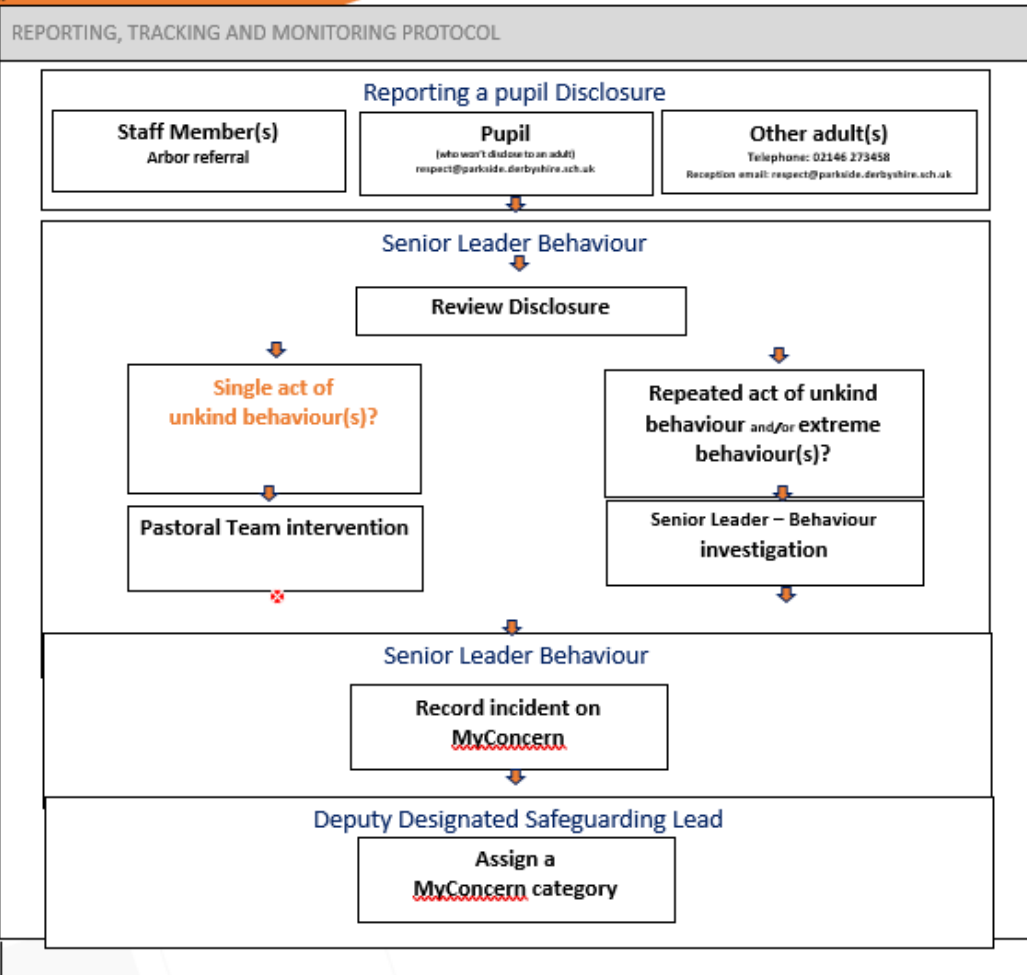 REPORTING, TRACKING AND MONITORING PROTOCOL
Reporting a pupil Disclosure
Staff Member(s)
Arbor referral
Pupil
(who won't disclose to an adult)
respect@parkside.derbyshire.sch.uk
Other adult(s)
Telephone: 02146 273458
Reception email: respect@parkside.derbyshire.sch.uk
Senior Leader Behaviour
Review Disclosure
Single act of
unkind behaviour(s)?
Pastoral Team intervention
Repeated act of unkind
behaviour and/or extreme
behaviour(s)?
Senior Leader – Behaviour
investigation
Senior Leader Behaviour
Record incident on
MyConcern
Deputy Designated Safeguarding Lead
Assign a
MyConcern category